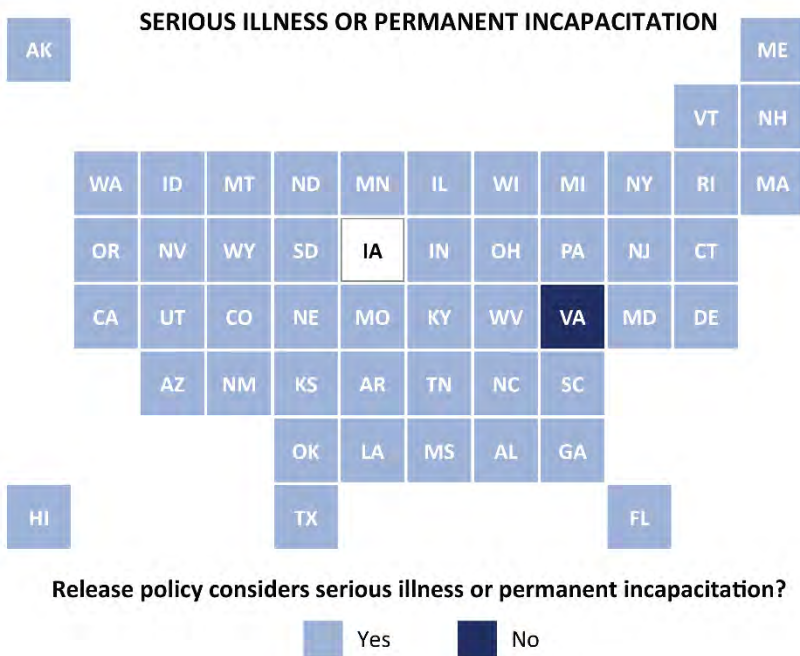 SERIOUS ILLNESS OR PERMANENT INCAPACITATION
AK ME
VT NH
WA ID MT ND MN IL WI MI NY RI MA
OR NV WY SD IA IN OH PA NJ CT
CA UT CO NE MO KY WV VA MD DE
AZ NM KS AR TN NC SC
OK LA MS AL GA
HI TX FL
Release policy considers serious illness or permanent incapacitation?
Yes No